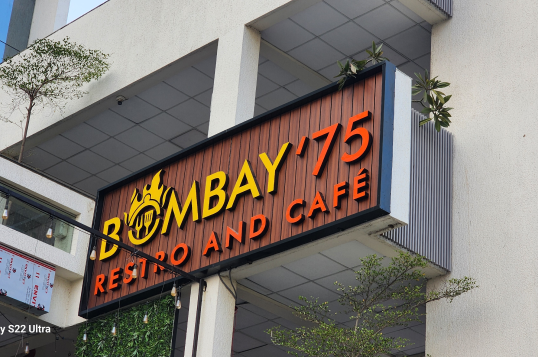 BOMBAY '75
RESTRO AND CAFÉ
y S22 Ultra